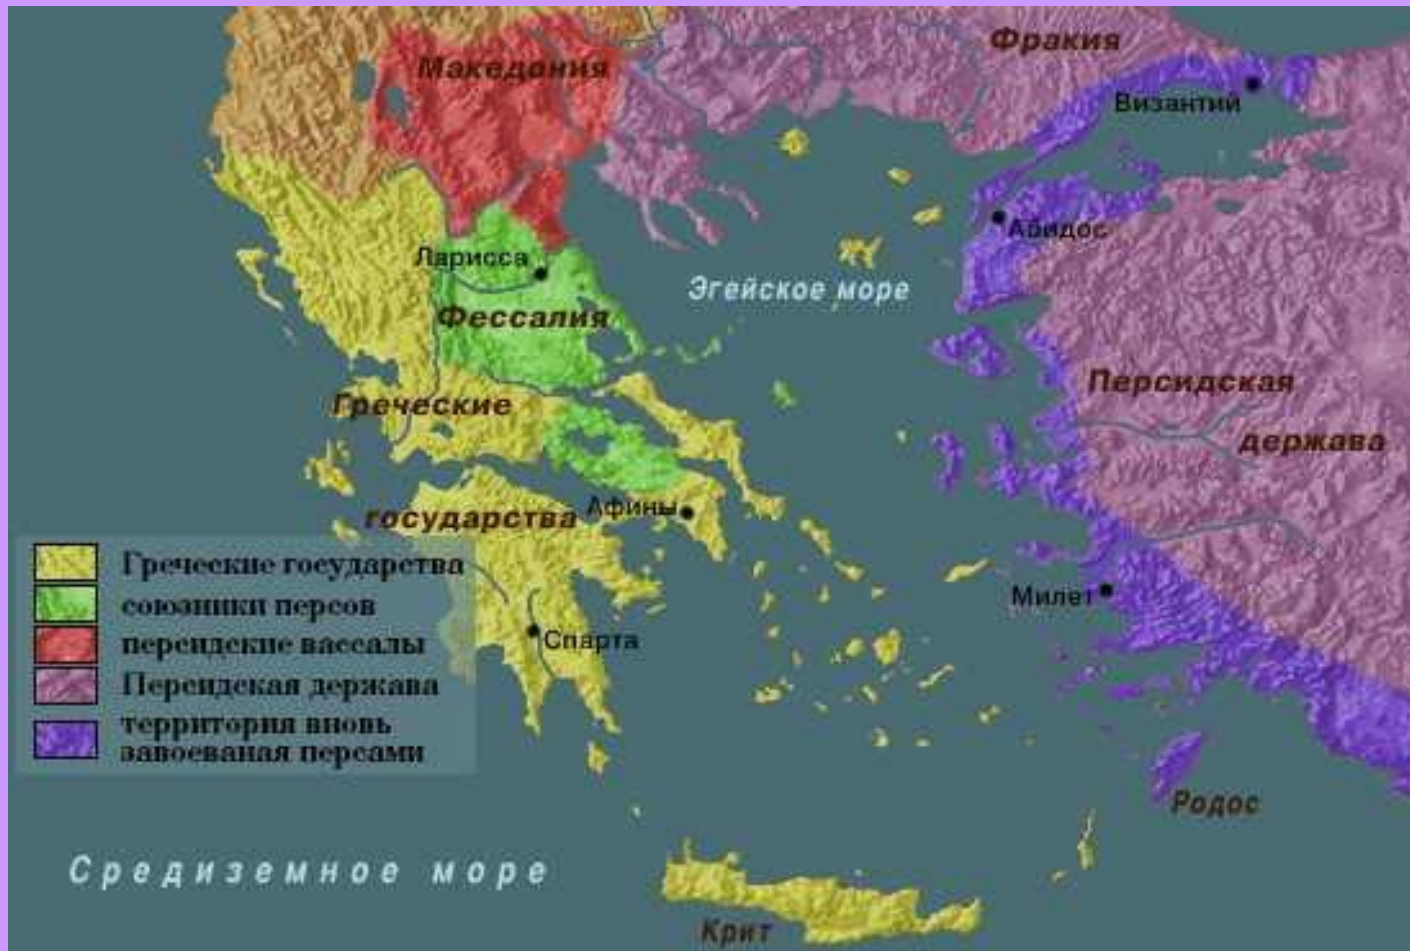 Фракия
Македония
Византий
Абидос
Ларисса
Эгейское море
Фессалия
Персидская
держава
Греческие
государства
Афины
Милет
Спарта
Греческие государства
союзники персов
персидские вассалы
Персидская держава
территория вновь
завоеваная персами
Родос
Средиземное море
Крит